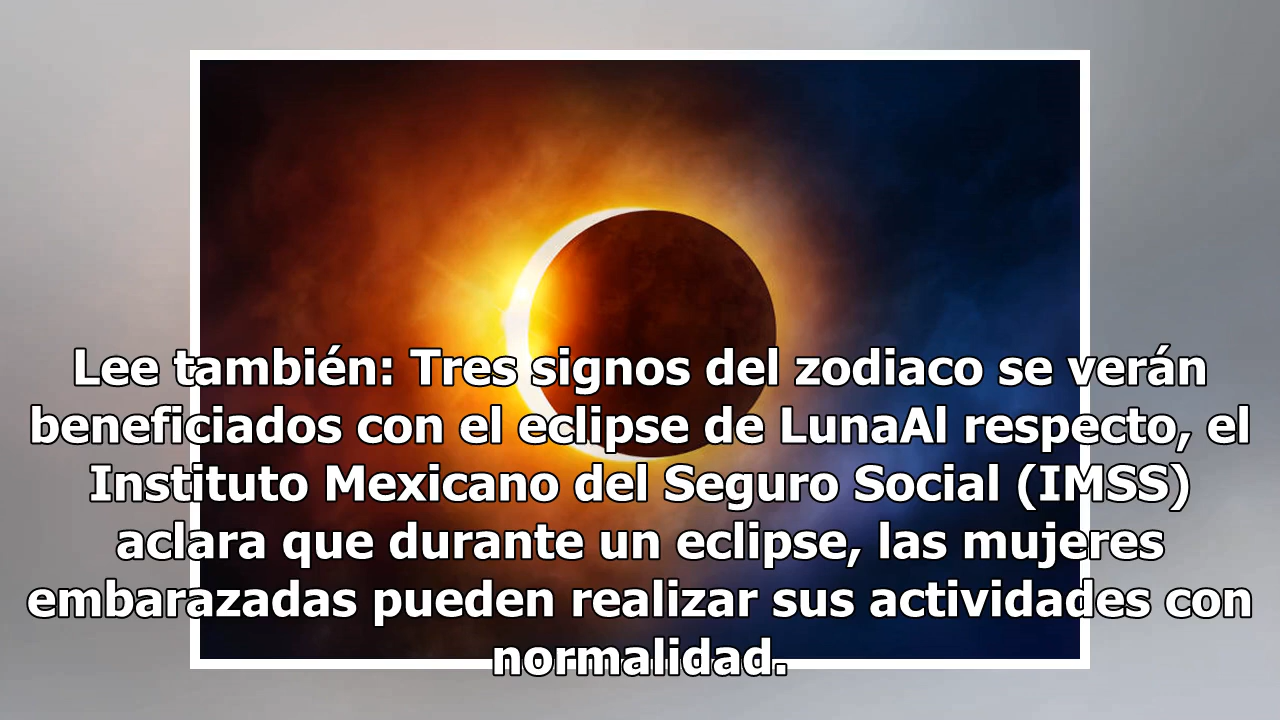 Lee también: Tres signos del zodiaco se verán
beneficiados con el eclipse de LunaAl respecto, el
Instituto Mexicano del Seguro Social (IMSS)
aclara que durante un eclipse, las mujeres
embarazadas pueden realizar sus actividades con
normalidad.